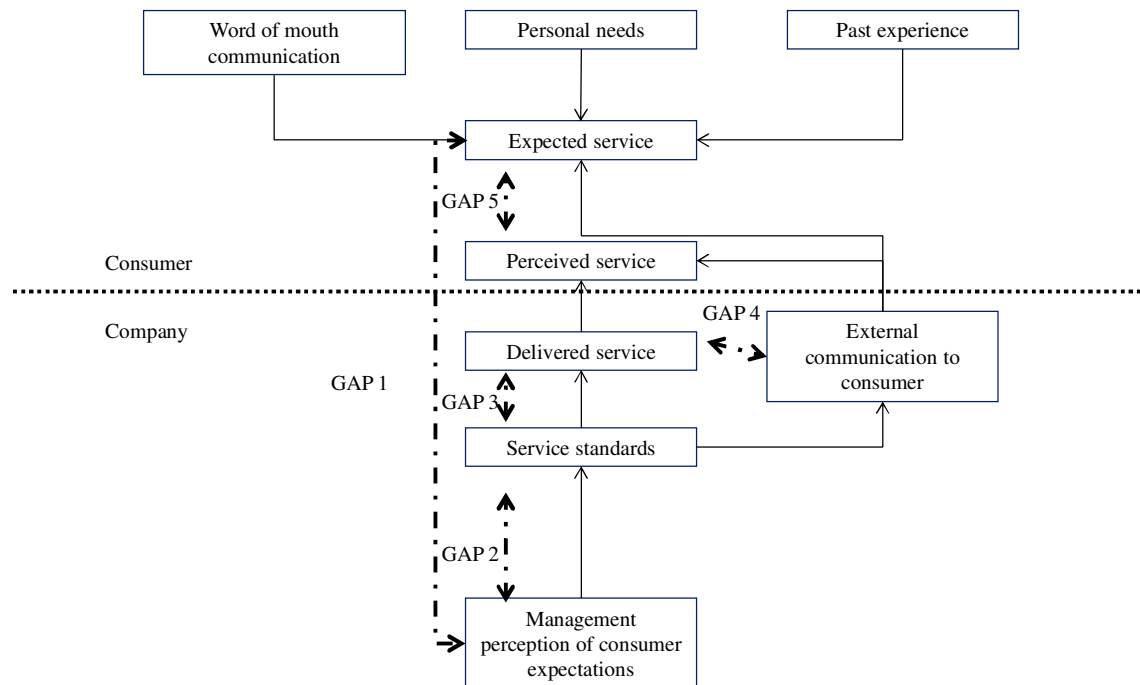 Word of mouth
communication
Personal needs
Past experience
Expected service
GAP 5
Perceived service
Consumer
Company
GAP 4
Delivered service
External
communication to
consumer
GAP 1
GAP 3
Service standards
GAP 2
Management
perception of consumer
expectations